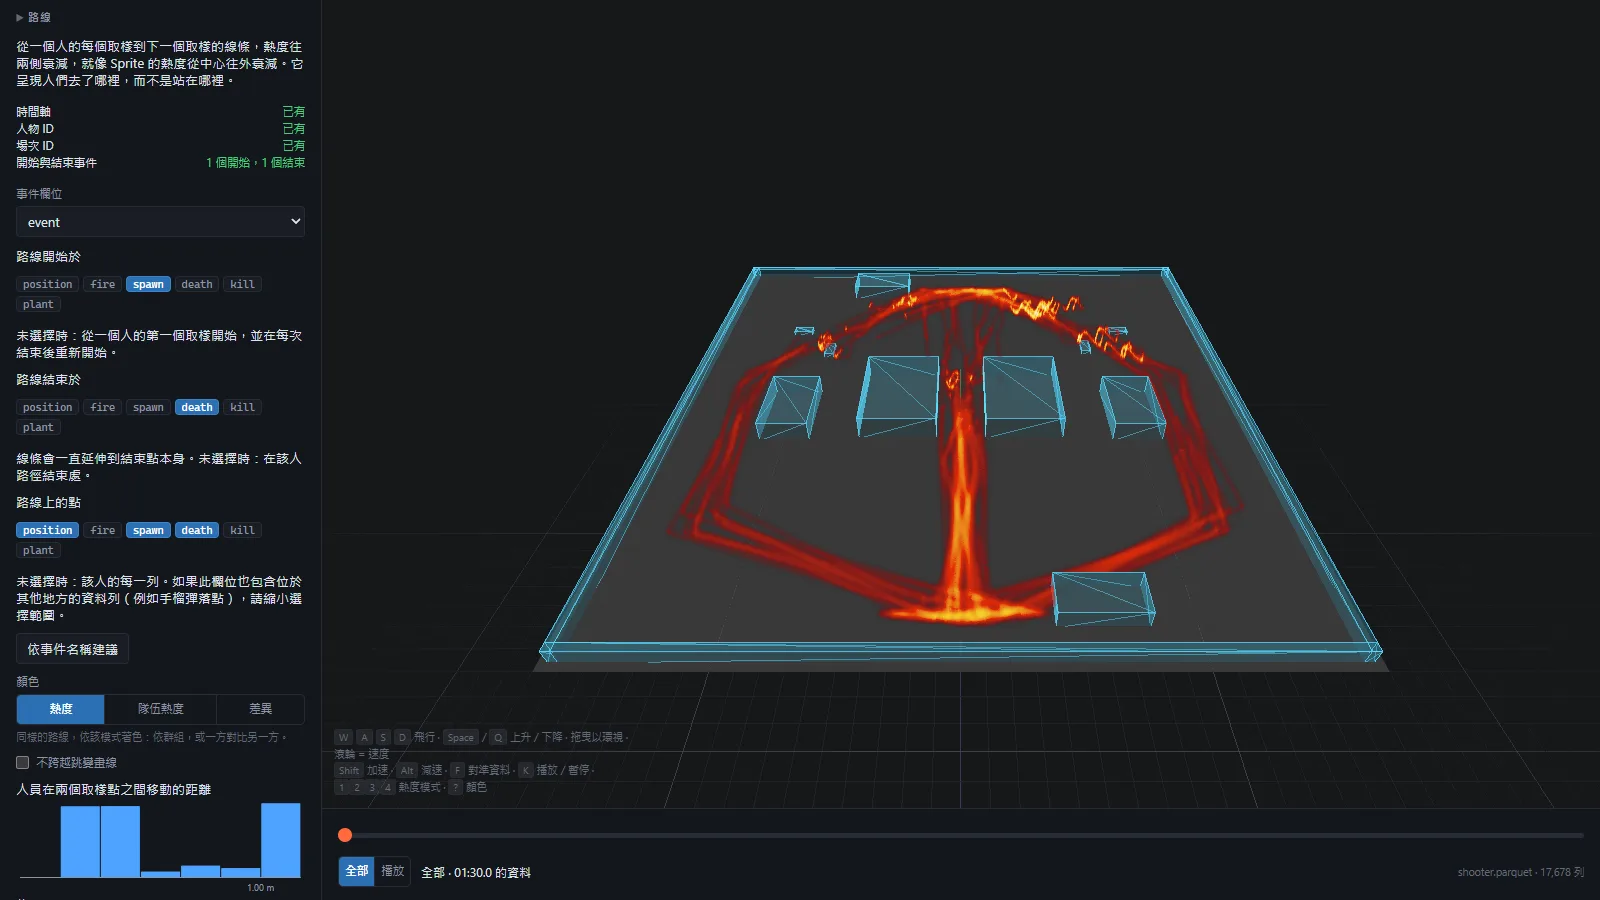 ▶ 路線
從一個人的每個取樣到下一個取樣的線條，熱度往
兩側衰減，就像 Sprite 的熱度從中心往外衰減。它
呈現人們去了哪裡，而不是站在哪裡。
時間軸 已有
人物 ID 已有
場次 ID 已有
開始與結束事件 1 個開始，1 個結束
事件欄位
event
路線開始於
position fire spawn death kill
plant
未選擇時：從一個人的第一個取樣開始，並在每次
結束後重新開始。
路線結束於
position fire spawn death kill
plant
線條會一直延伸到結束點本身。未選擇時：在該人
路徑結束處。
路線上的點
position fire spawn death kill
plant
未選擇時：該人的每一列。如果此欄位也包含位於
其他地方的資料列（例如手榴彈落點），請縮小選
擇範圍。
依事件名稱建議
顏色
熱度 隊伍熱度 差異
同樣的路線，依該模式著色：依群組，或一方對比另一方。
不跨越跳變畫線
人員在兩個取樣點之間移動的距離
1.00 m
W A S D 飛行 · Space / Q 上升 / 下降 · 拖曳以環視 ·
滾輪 = 速度
Shift 加速 · Alt 減速 · F 對準資料 · K 播放 / 暫停 ·
1 2 3 4 熱度模式 · ? 顏色
全部 播放 全部 · 01:30.0 的資料
shooter.parquet · 17,678 列